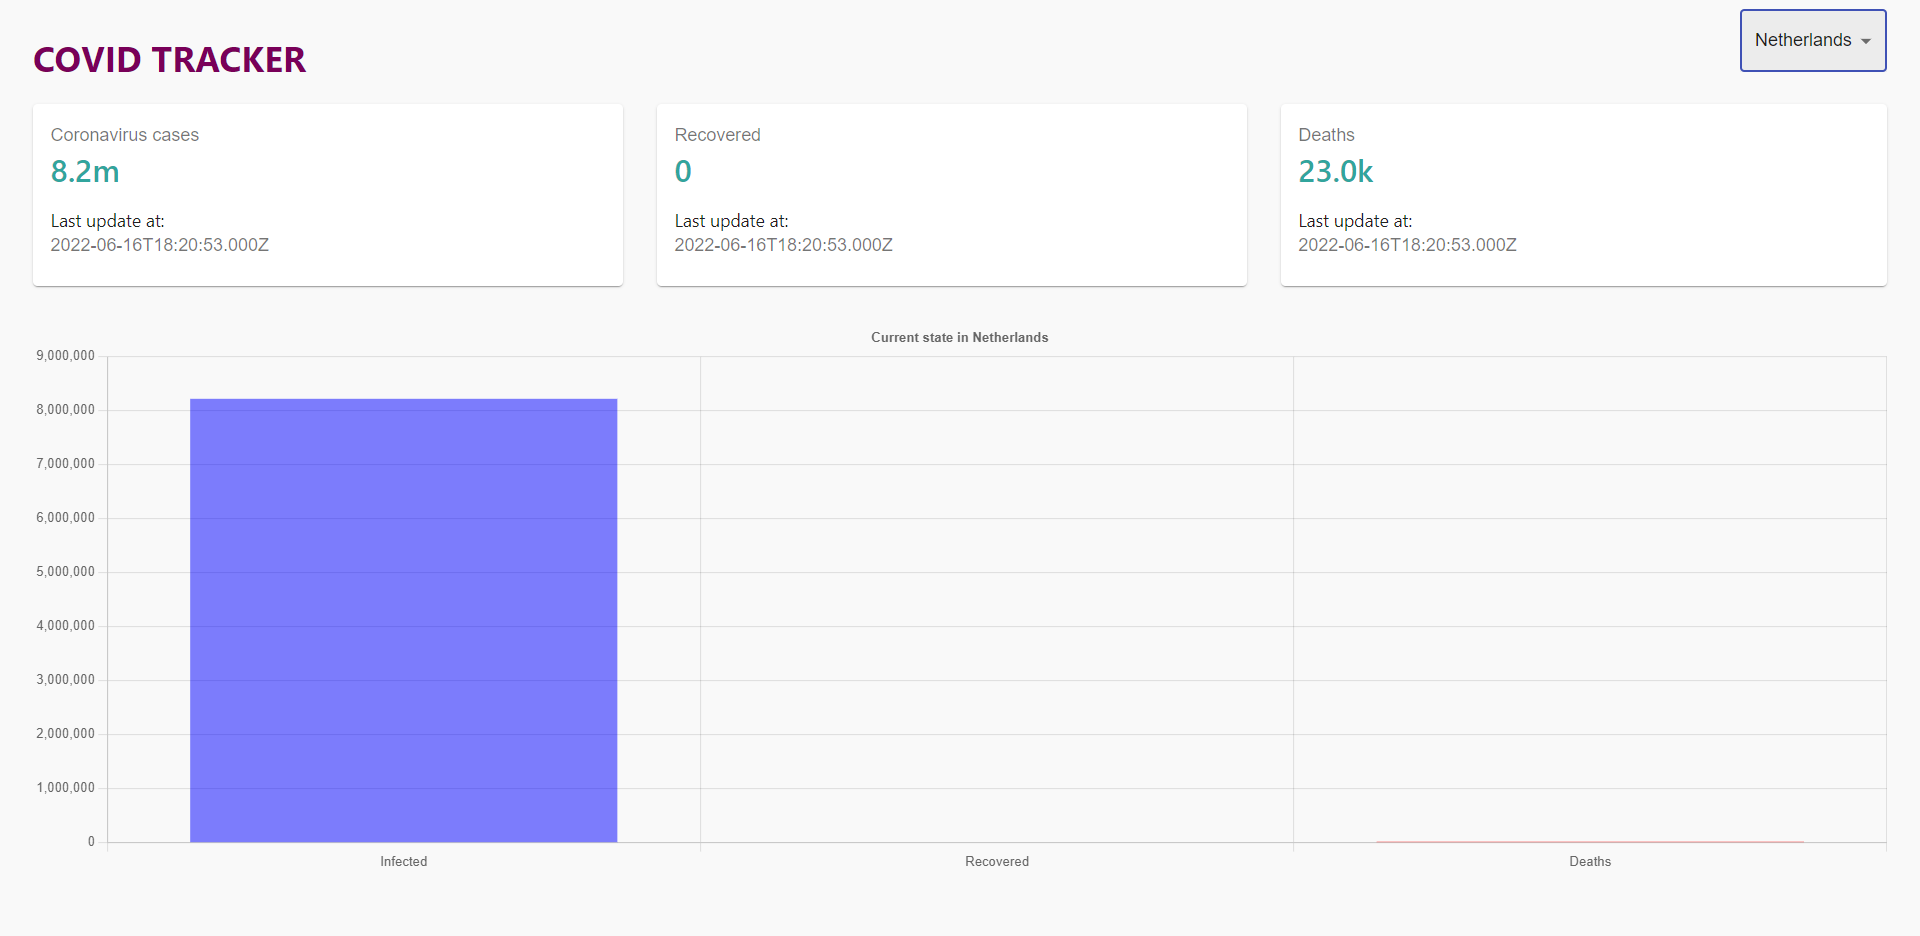 COVID TRACKER
Netherlands
Coronavirus cases
8.2m
Last update at:
2022-06-16T18:20:53.000Z
Recovered
0
Last update at:
2022-06-16T18:20:53.000Z
Deaths
23.0k
Last update at:
2022-06-16T18:20:53.000Z
Current state in Netherlands
9,000,000
8,000,000
7,000,000
6,000,000
5,000,000
4,000,000
3,000,000
2,000,000
1,000,000
0
Infected
Recovered
Deaths